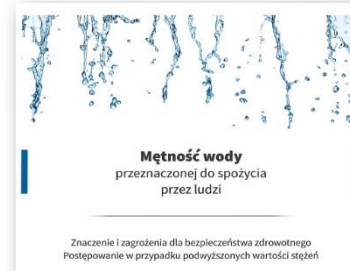 Mętność wody
przeznaczonej do spożycia
przez ludzi
Znaczenie i zagrożenia dla bezpieczeństwa zdrowotnego
Postępowanie w przypadku podwyższonych wartości stężeń